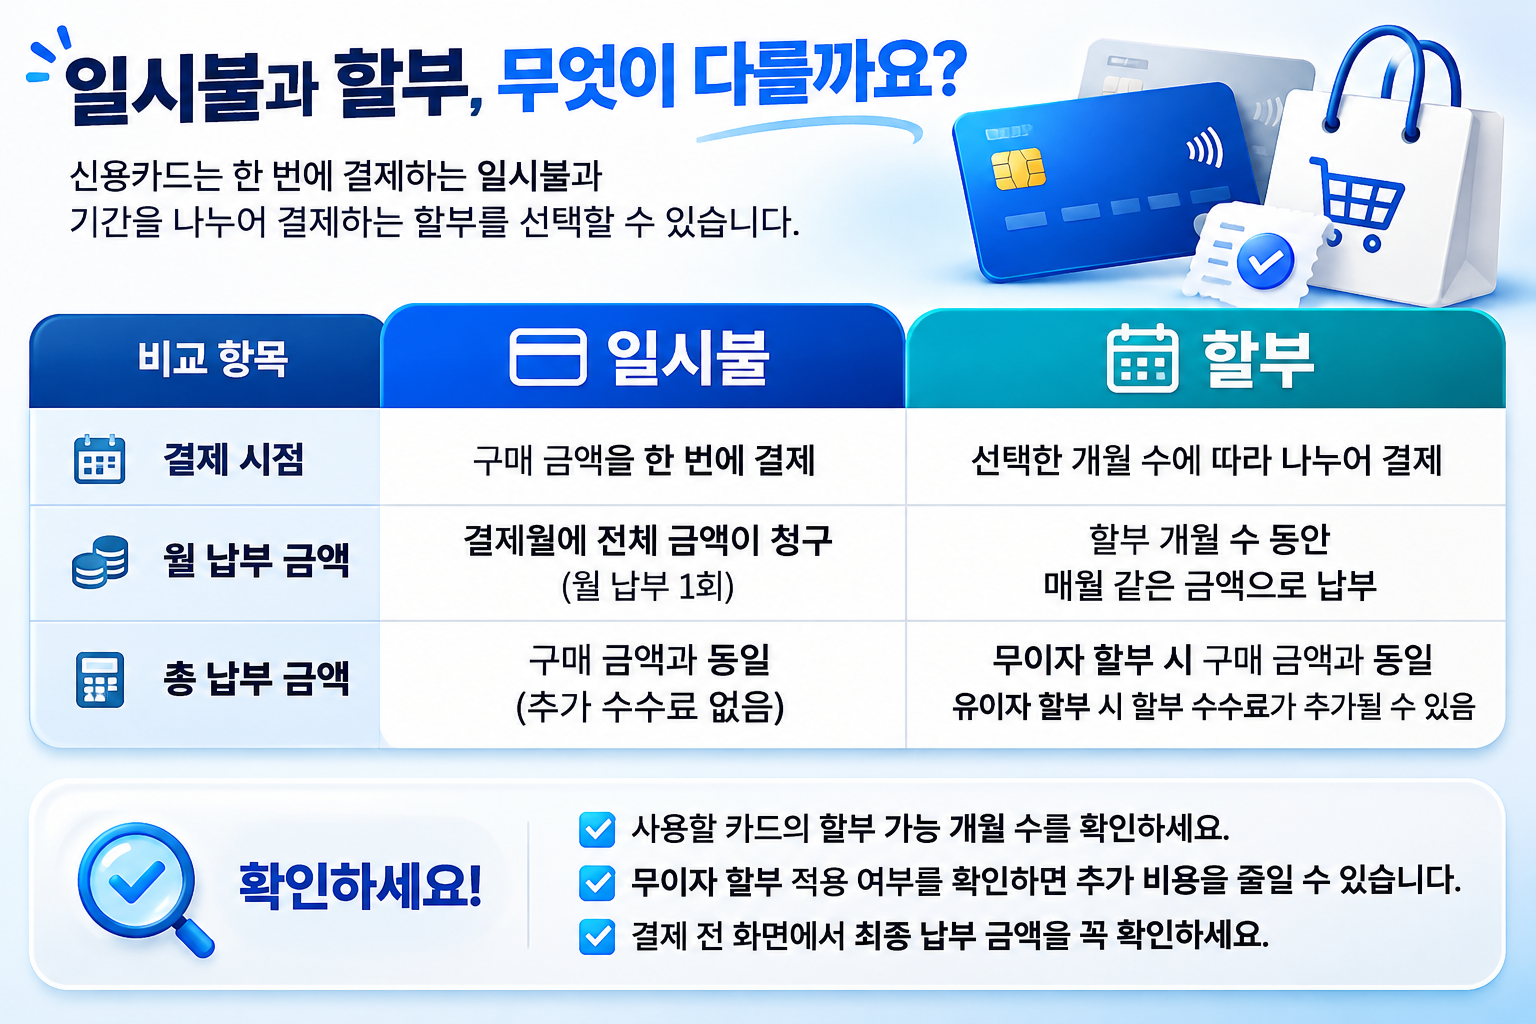 일시불과 할부, 무엇이 다를까요?
신용카드는 한 번에 결제하는 일시불과
기간을 나누어 결제하는 할부를 선택할 수 있습니다.
비교 항목
일시불
할부
결제 시점
구매 금액을 한 번에 결제
선택한 개월 수에 따라 나누어 결제
월 납부 금액
결제월에 전체 금액이 청구
(월 납부 1회)
할부 개월 수 동안
매월 같은 금액으로 납부
총 납부 금액
구매 금액과 동일
(추가 수수료 없음)
무이자 할부 시 구매 금액과 동일
유이자 할부 시 할부 수수료가 추가될 수 있음
확인하세요!
사용할 카드의 할부 가능 개월 수를 확인하세요.
무이자 할부 적용 여부를 확인하면 추가 비용을 줄일 수 있습니다.
결제 전 화면에서 최종 납부 금액을 꼭 확인하세요.